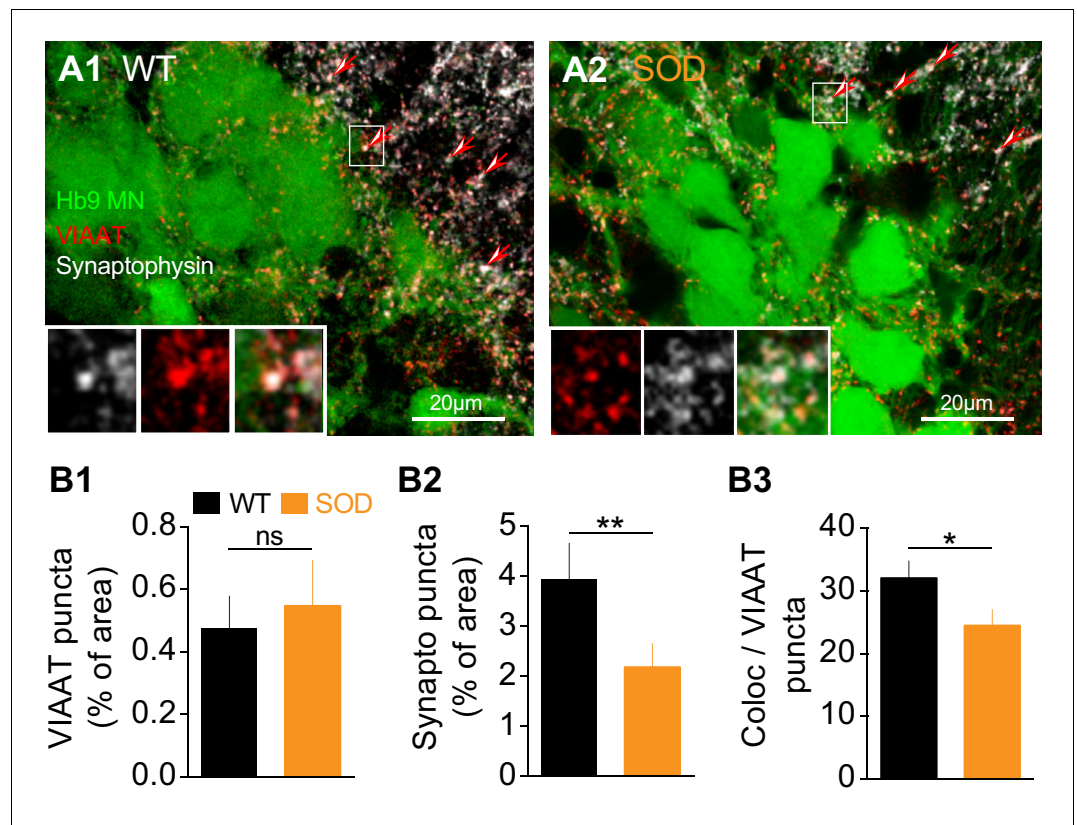 A1 WT
A2 SOD
Hb9 MN
VIAAT
Synaptophysin
20µm
20µm
B1
B2
B3
WT SOD
VIAAT puncta
(% of area)
0.8
0.6
0.4
0.2
0.0
ns
Synapto puncta
(% of area)
5
4
3
2
1
0
**
Coloc / VIAAT
puncta
40
30
20
10
0
*